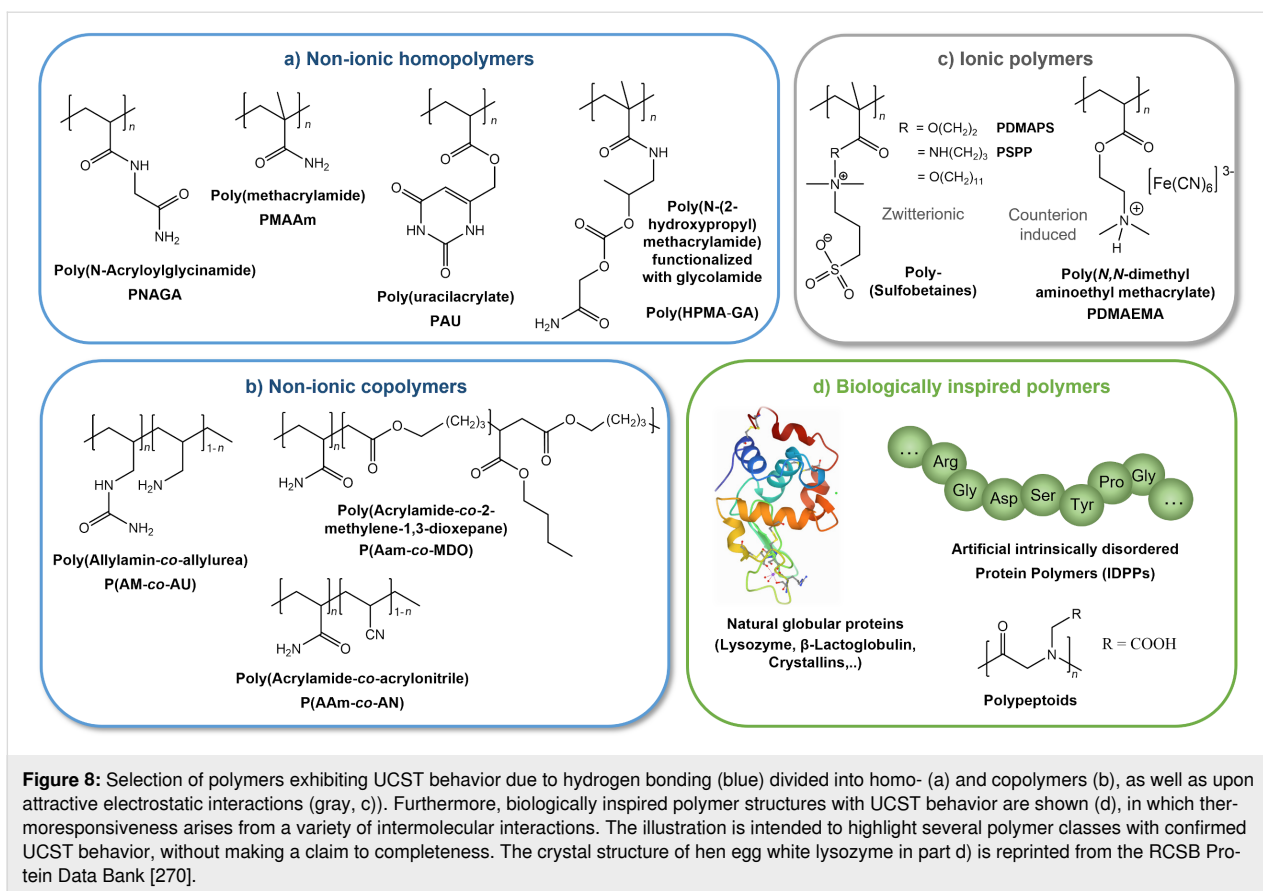 a) Non-ionic homopolymers
n
O
NH
O
NH₂
Poly(N-Acryloylglycinamide)
PNAGA
n
O
NH₂
Poly(methacrylamide)
PMAAm
n
O
O
O
HN
NH
O
Poly(uracilacrylate)
PAU
n
O
NH
O
O
O
H₂N
O
Poly(N-(2-
hydroxypropyl)
methacrylamide)
functionalized
with glycolamide
Poly(HPMA-GA)
c) Ionic polymers
n
R
O
N
⊕
O
⊖
S
O
O
R = O(CH₂)₂ PDMAPS
= NH(CH₂)₃ PSPP
= O(CH₂)₁₁
Zwitterionic
Poly-
(Sulfobetaines)
n
O
O
N
⊕
H
[Fe(CN)₆]³⁻
Counterion
induced
Poly(N,N-dimethyl
aminoethyl methacrylate)
PDMAEMA
b) Non-ionic copolymers
n
1-n
HN
H₂N
O
NH₂
Poly(Allylamin-co-allylurea)
P(AM-co-AU)
n
H₂N
O
O
O
(CH₂)₃
O
O
(CH₂)₃
O
O
Poly(Acrylamide-co-2-
methylene-1,3-dioxepane)
P(Aam-co-MDO)
n
1-n
H₂N
O
CN
Poly(Acrylamide-co-acrylonitrile)
P(AAm-co-AN)
d) Biologically inspired polymers
Natural globular proteins
(Lysozyme, β-Lactoglobulin,
Crystallins,..)
... Arg Gly Asp Ser Tyr Pro Gly ...
Artificial intrinsically disordered
Protein Polymers (IDPPs)
O
N
R
n
R = COOH
Polypeptoids
Figure 8: Selection of polymers exhibiting UCST behavior due to hydrogen bonding (blue) divided into homo- (a) and copolymers (b), as well as upon
attractive electrostatic interactions (gray, c)). Furthermore, biologically inspired polymer structures with UCST behavior are shown (d), in which ther-
moresponsiveness arises from a variety of intermolecular interactions. The illustration is intended to highlight several polymer classes with confirmed
UCST behavior, without making a claim to completeness. The crystal structure of hen egg white lysozyme in part d) is reprinted from the RCSB Pro-
tein Data Bank [270].